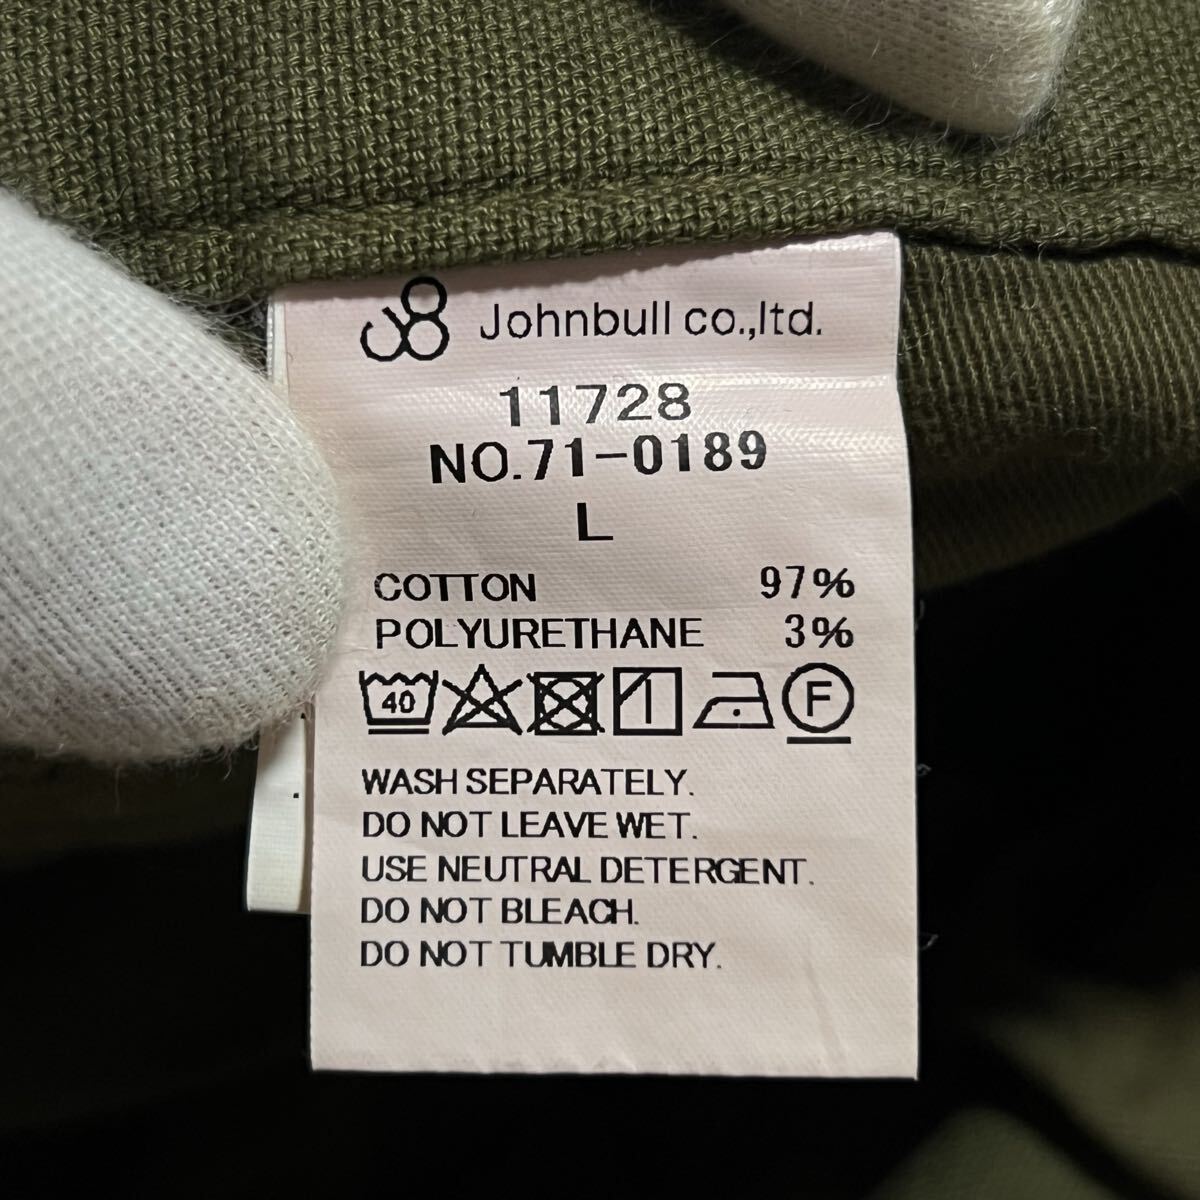 Johnbull co.,ltd.
11728
NO.71-0189
L
COTTON 97%
POLYURETHANE 3%
40 F
WASH SEPARATELY.
DO NOT LEAVE WET.
USE NEUTRAL DETERGENT.
DO NOT BLEACH.
DO NOT TUMBLE DRY.